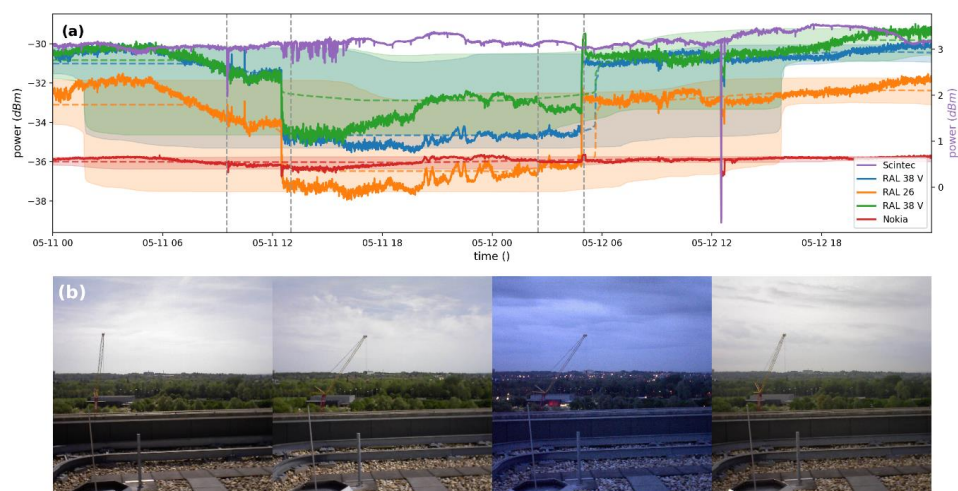 (a)
−30
−32
−34
−36
−38
power (dBm)
3
2
1
0
power (dBm)
Scintec
RAL 38 V
RAL 26
RAL 38 V
Nokia
05-11 00
05-11 06
05-11 12
05-11 18
05-12 00
05-12 06
05-12 12
05-12 18
time ()
(b)